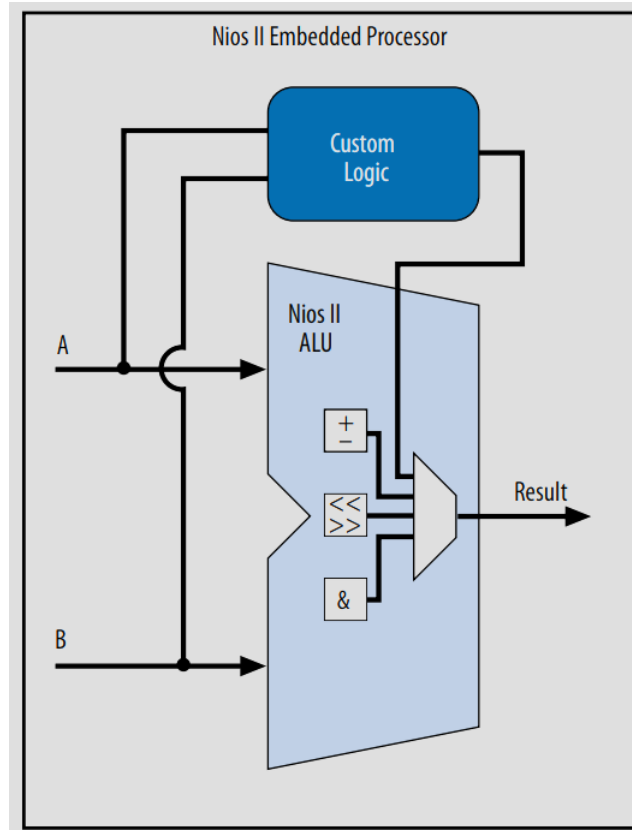 Nios II Embedded Processor
Custom
Logic
Nios II
ALU
A
+
−
<<
>>
Result
&
B